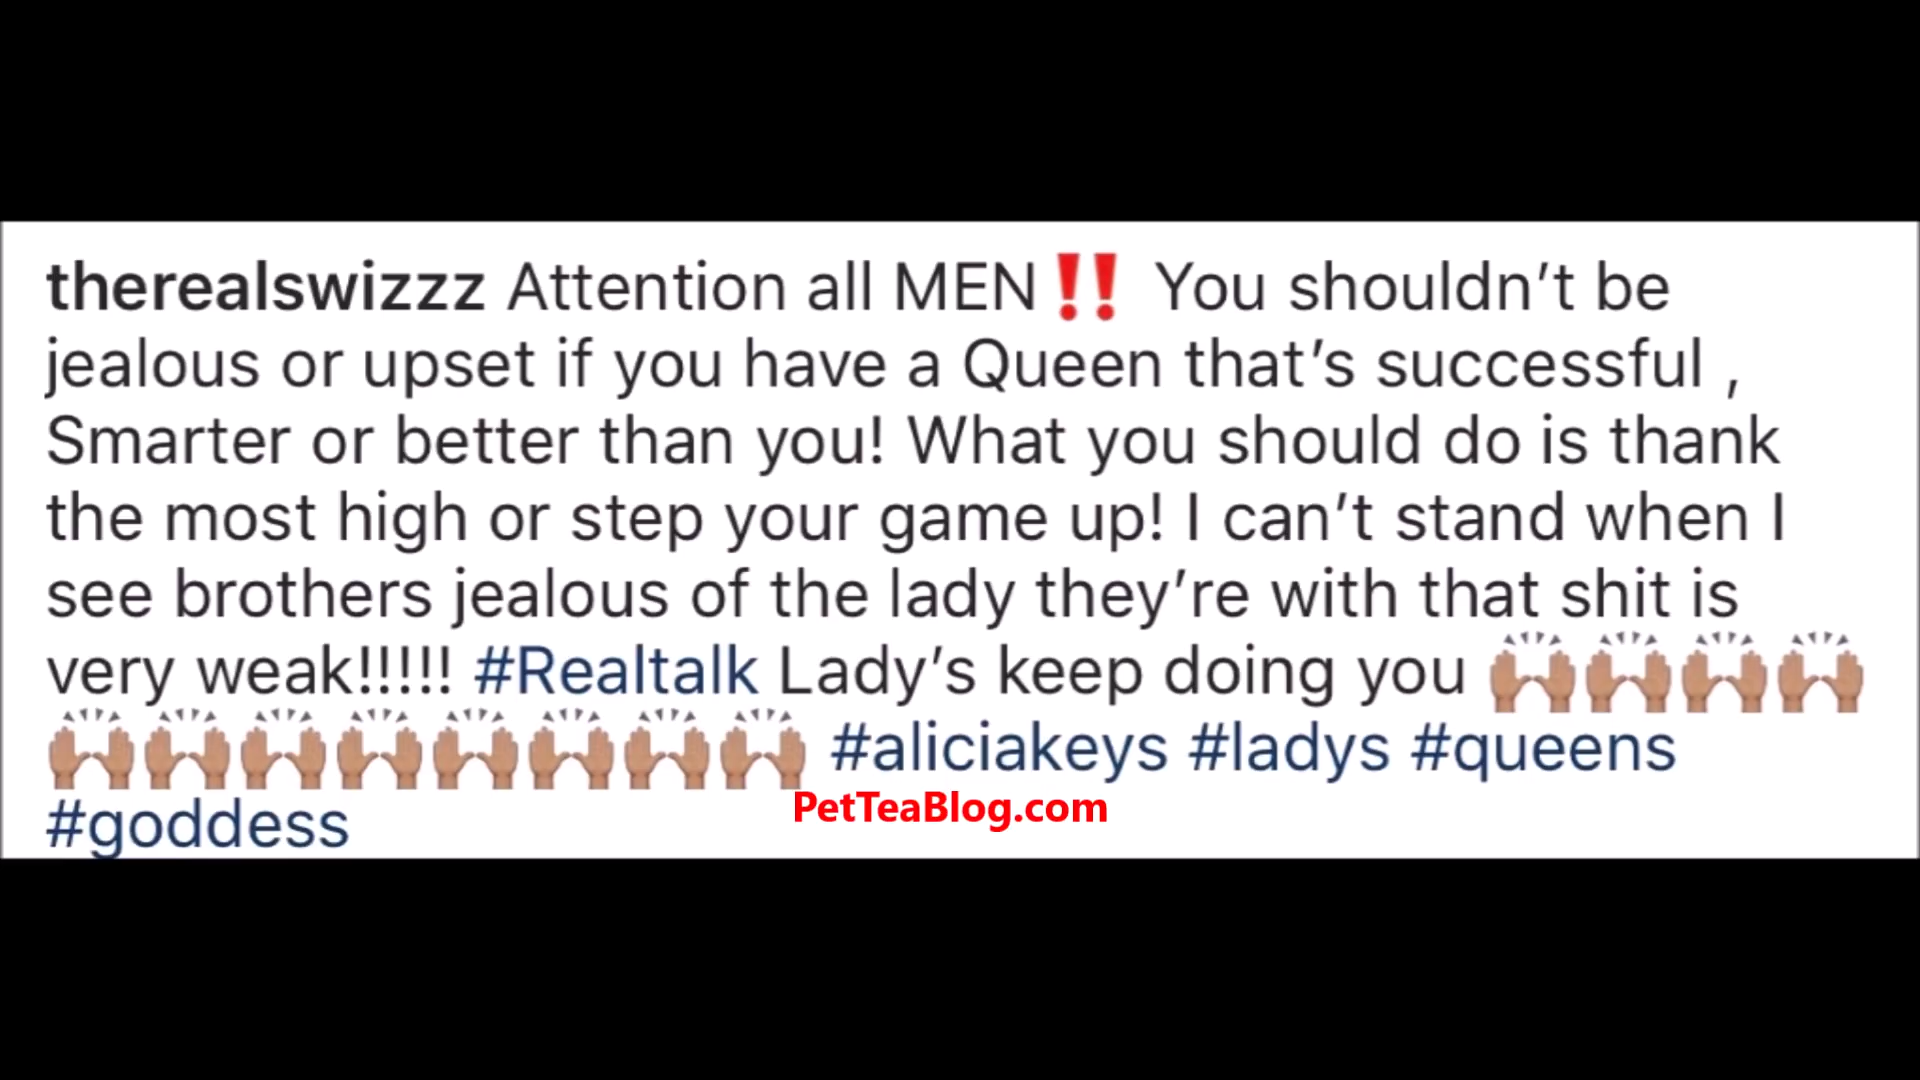 therealswizzz Attention all MEN‼️ You shouldn’t be
jealous or upset if you have a Queen that’s successful ,
Smarter or better than you! What you should do is thank
the most high or step your game up! I can’t stand when I
see brothers jealous of the lady they’re with that shit is
very weak!!!!! #Realtalk Lady’s keep doing you 🙌🏽🙌🏽🙌🏽🙌🏽
🙌🏽🙌🏽🙌🏽🙌🏽🙌🏽🙌🏽🙌🏽🙌🏽 #aliciakeys #ladys #queens
PetTeaBlog.com
#goddess